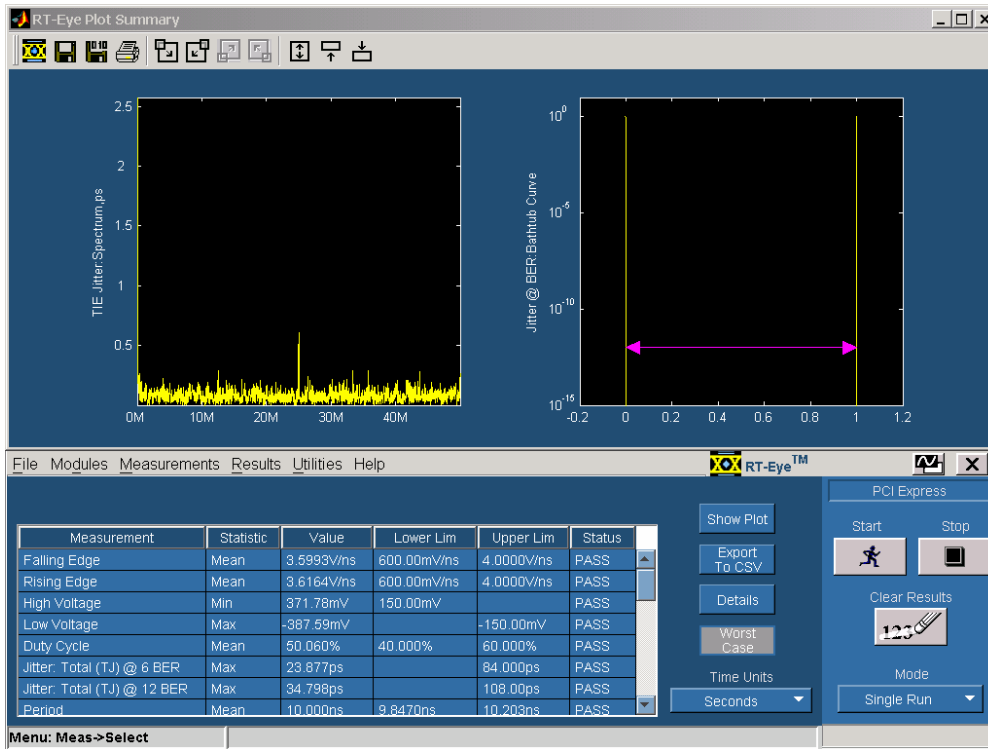 RT-Eye Plot Summary
2.5
2
1.5
1
0.5
TIE Jitter:Spectrum,ps
0M 10M 20M 30M 40M
10^0
10^-5
10^-10
10^-15
Jitter @ BER:Bathtub Curve
-0.2 0 0.2 0.4 0.6 0.8 1 1.2
File Modules Measurements Results Utilities Help
RT-Eye™
PCI Express
Measurement Statistic Value Lower Lim Upper Lim Status
Falling Edge Mean 3.5993V/ns 600.00mV/ns 4.0000V/ns PASS
Rising Edge Mean 3.6164V/ns 600.00mV/ns 4.0000V/ns PASS
High Voltage Min 371.78mV 150.00mV PASS
Low Voltage Max -387.59mV -150.00mV PASS
Duty Cycle Mean 50.060% 40.000% 60.000% PASS
Jitter: Total (TJ) @ 6 BER Max 23.877ps 84.000ps PASS
Jitter: Total (TJ) @ 12 BER Max 34.798ps 108.00ps PASS
Period Mean 10.000ns 9.8470ns 10.203ns PASS
Show Plot
Export
To CSV
Details
Worst
Case
Time Units
Seconds
Start Stop
Clear Results
123
Mode
Single Run
Menu: Meas->Select